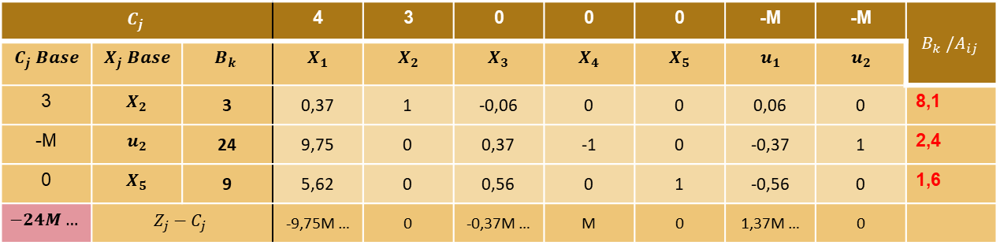 C_j 4 3 0 0 0 -M -M B_k /A_ij
C_j Base X_j Base B_k X_1 X_2 X_3 X_4 X_5 u_1 u_2
3 X_2 3 0,37 1 -0,06 0 0 0,06 0 8,1
-M u_2 24 9,75 0 0,37 -1 0 -0,37 1 2,4
0 X_5 9 5,62 0 0,56 0 1 -0,56 0 1,6
−24M ... Z_j − C_j -9,75M ... 0 -0,37M ... M 0 1,37M ... 0